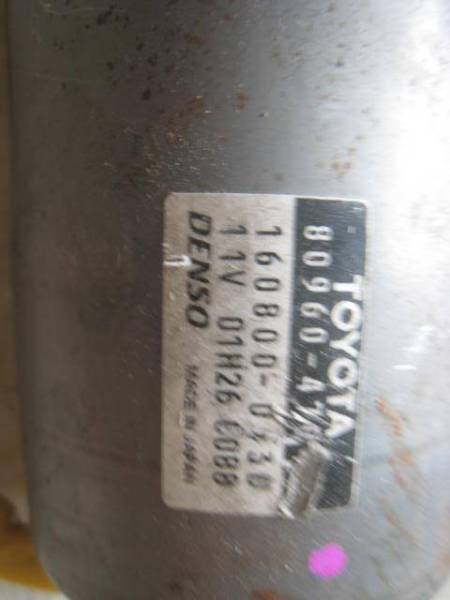 TOYOTA
80960-47
160800-0430
11V 01H26 6088
DENSO MADE IN JAPAN